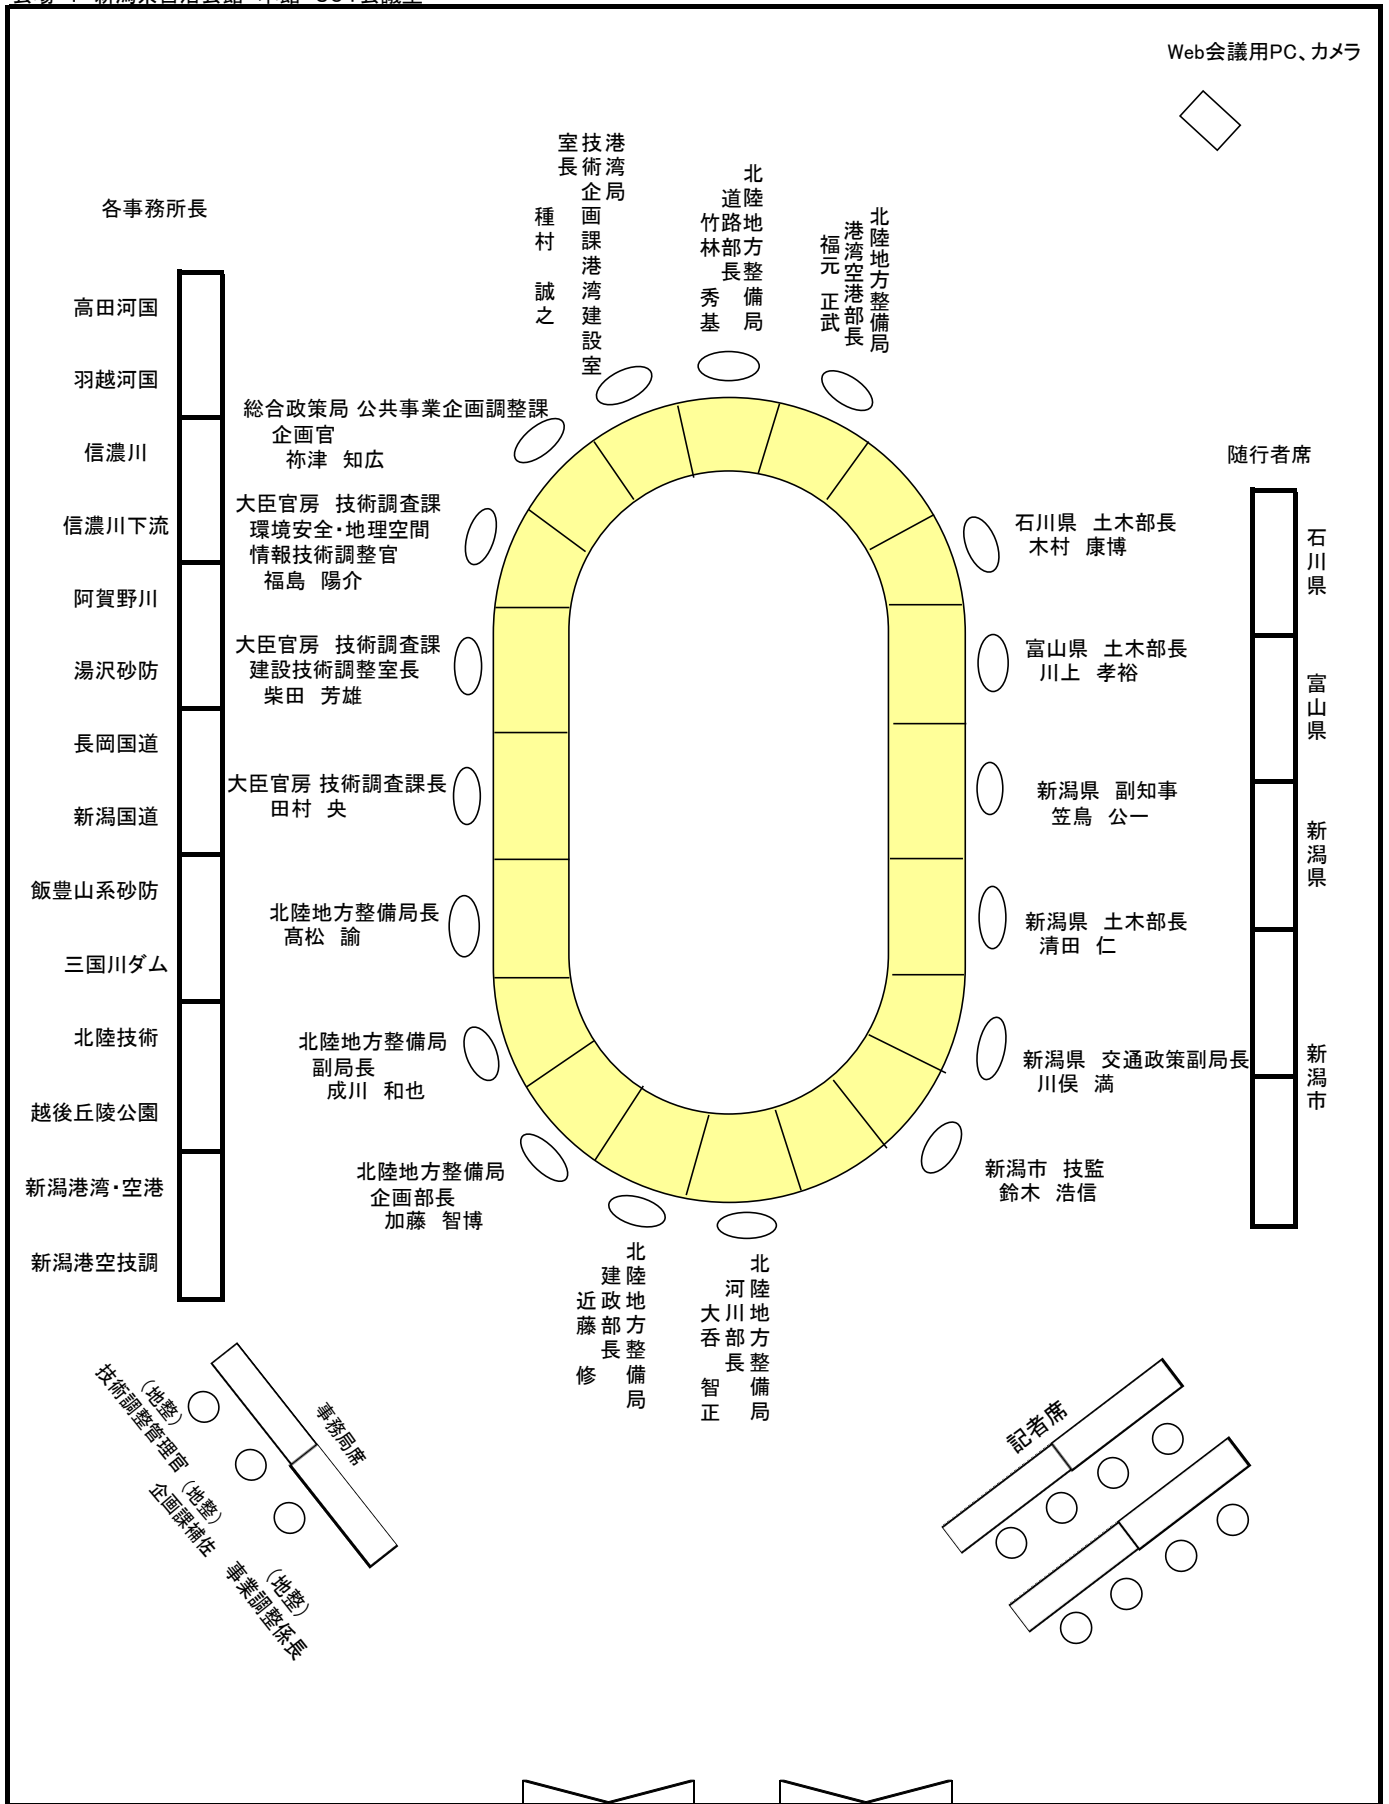 Web会議用PC、カメラ
各事務所長
高田河国
羽越河国
信濃川
信濃川下流
阿賀野川
湯沢砂防
長岡国道
新潟国道
飯豊山系砂防
三国川ダム
北陸技術
越後丘陵公園
新潟港湾・空港
新潟港空技調
港湾局
技術企画課港湾建設室
室長
種村 誠之
北陸地方整備局
道路部長
竹林 秀基
北陸地方整備局
港湾空港部長
福元 正武
総合政策局 公共事業企画調整課
企画官
祢津 知広
大臣官房 技術調査課
環境安全・地理空間
情報技術調整官
福島 陽介
大臣官房 技術調査課
建設技術調整室長
柴田 芳雄
大臣官房 技術調査課長
田村 央
北陸地方整備局長
髙松 諭
北陸地方整備局
副局長
成川 和也
北陸地方整備局
企画部長
加藤 智博
北陸地方整備局
建政部長
近藤 修
北陸地方整備局
河川部長
大呑 智正
石川県 土木部長
木村 康博
富山県 土木部長
川上 孝裕
新潟県 副知事
笠鳥 公一
新潟県 土木部長
清田 仁
新潟県 交通政策副局長
川俣 満
新潟市 技監
鈴木 浩信
随行者席
石川県
富山県
新潟県
新潟市
事務局席
(地整)
技術調整管理官
(地整)
企画課補佐
(地整)
事業調整係長
記者席